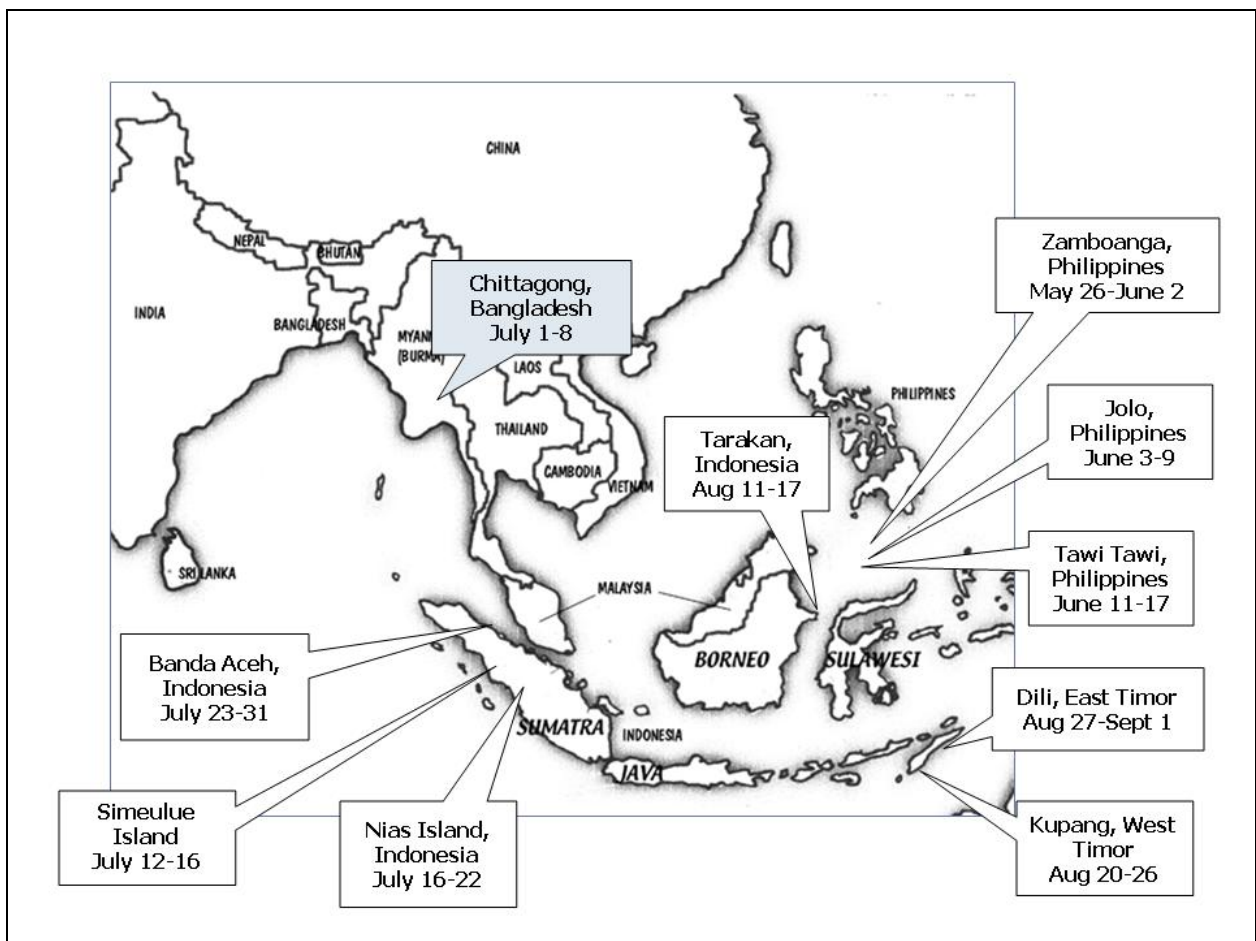 CHINA
NEPAL
BHUTAN
INDIA
BANGLADESH
MYANM
(BURMA)
LAOS
THAILAND
CAMBODIA
VIETNAM
PHILIPPINES
SRI LANKA
MALAYSIA
BORNEO
SULAWESI
SUMATRA
INDONESIA
JAVA
Chittagong,
Bangladesh
July 1-8
Zamboanga,
Philippines
May 26-June 2
Jolo,
Philippines
June 3-9
Tarakan,
Indonesia
Aug 11-17
Tawi Tawi,
Philippines
June 11-17
Banda Aceh,
Indonesia
July 23-31
Dili, East Timor
Aug 27-Sept 1
Simeulue
Island
July 12-16
Nias Island,
Indonesia
July 16-22
Kupang, West
Timor
Aug 20-26